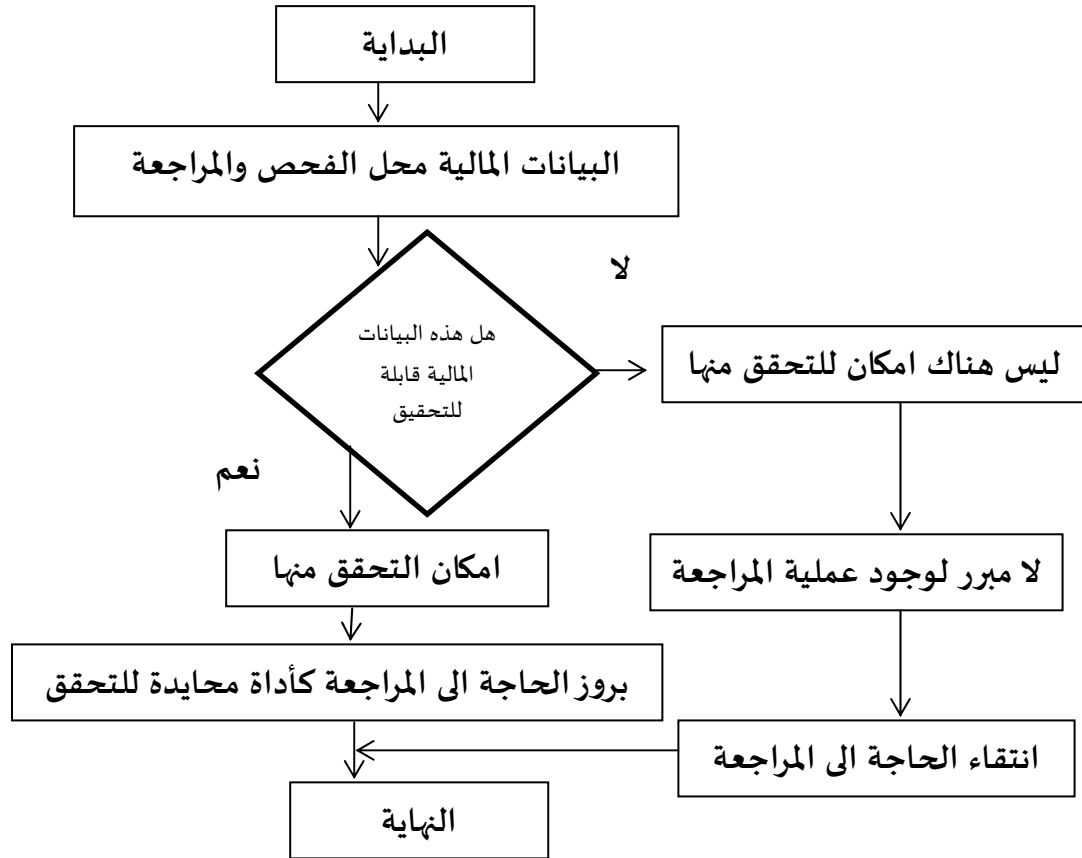 البداية
البيانات المالية محل الفحص والمراجعة
لا
هل هذه البيانات
المالية قابلة
للتحقيق
ليس هناك امكان للتحقق منها
نعم
امكان التحقق منها
لا مبرر لوجود عملية المراجعة
بروز الحاجة الى المراجعة كأداة محايدة للتحقق
انتقاء الحاجة الى المراجعة
النهاية